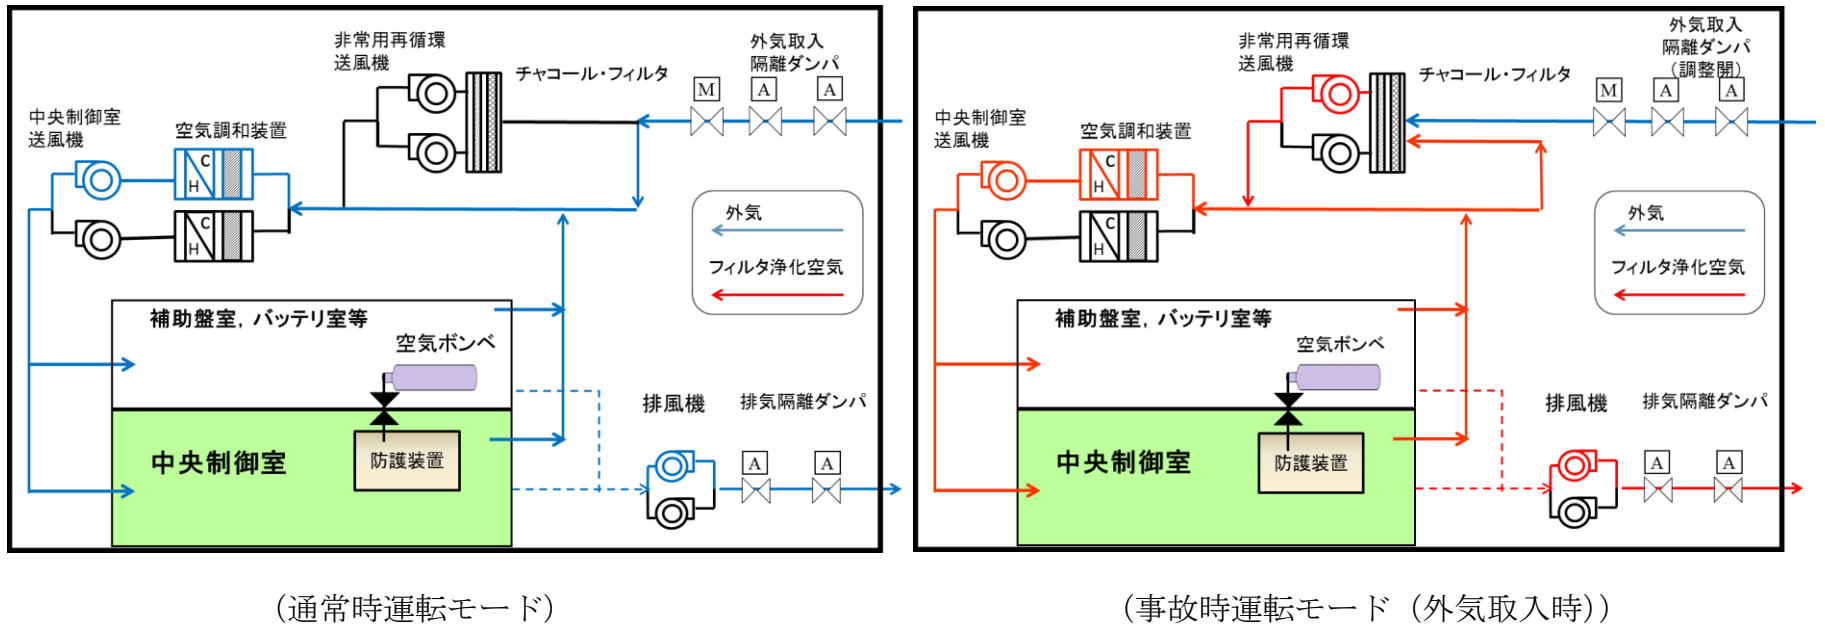 非常用再循環
送風機
チャコール・フィルタ
外気取入
隔離ダンパ
M
A
A
中央制御室
送風機
空気調和装置
C
H
C
H
外気
フィルタ浄化空気
補助盤室，バッテリ室等
空気ボンベ
中央制御室
防護装置
排風機
排気隔離ダンパ
A
A
（通常時運転モード）
非常用再循環
送風機
チャコール・フィルタ
外気取入
隔離ダンパ
（調整開）
M
A
A
中央制御室
送風機
空気調和装置
C
H
C
H
外気
フィルタ浄化空気
補助盤室，バッテリ室等
空気ボンベ
中央制御室
防護装置
排風機
排気隔離ダンパ
A
A
（事故時運転モード（外気取入時））